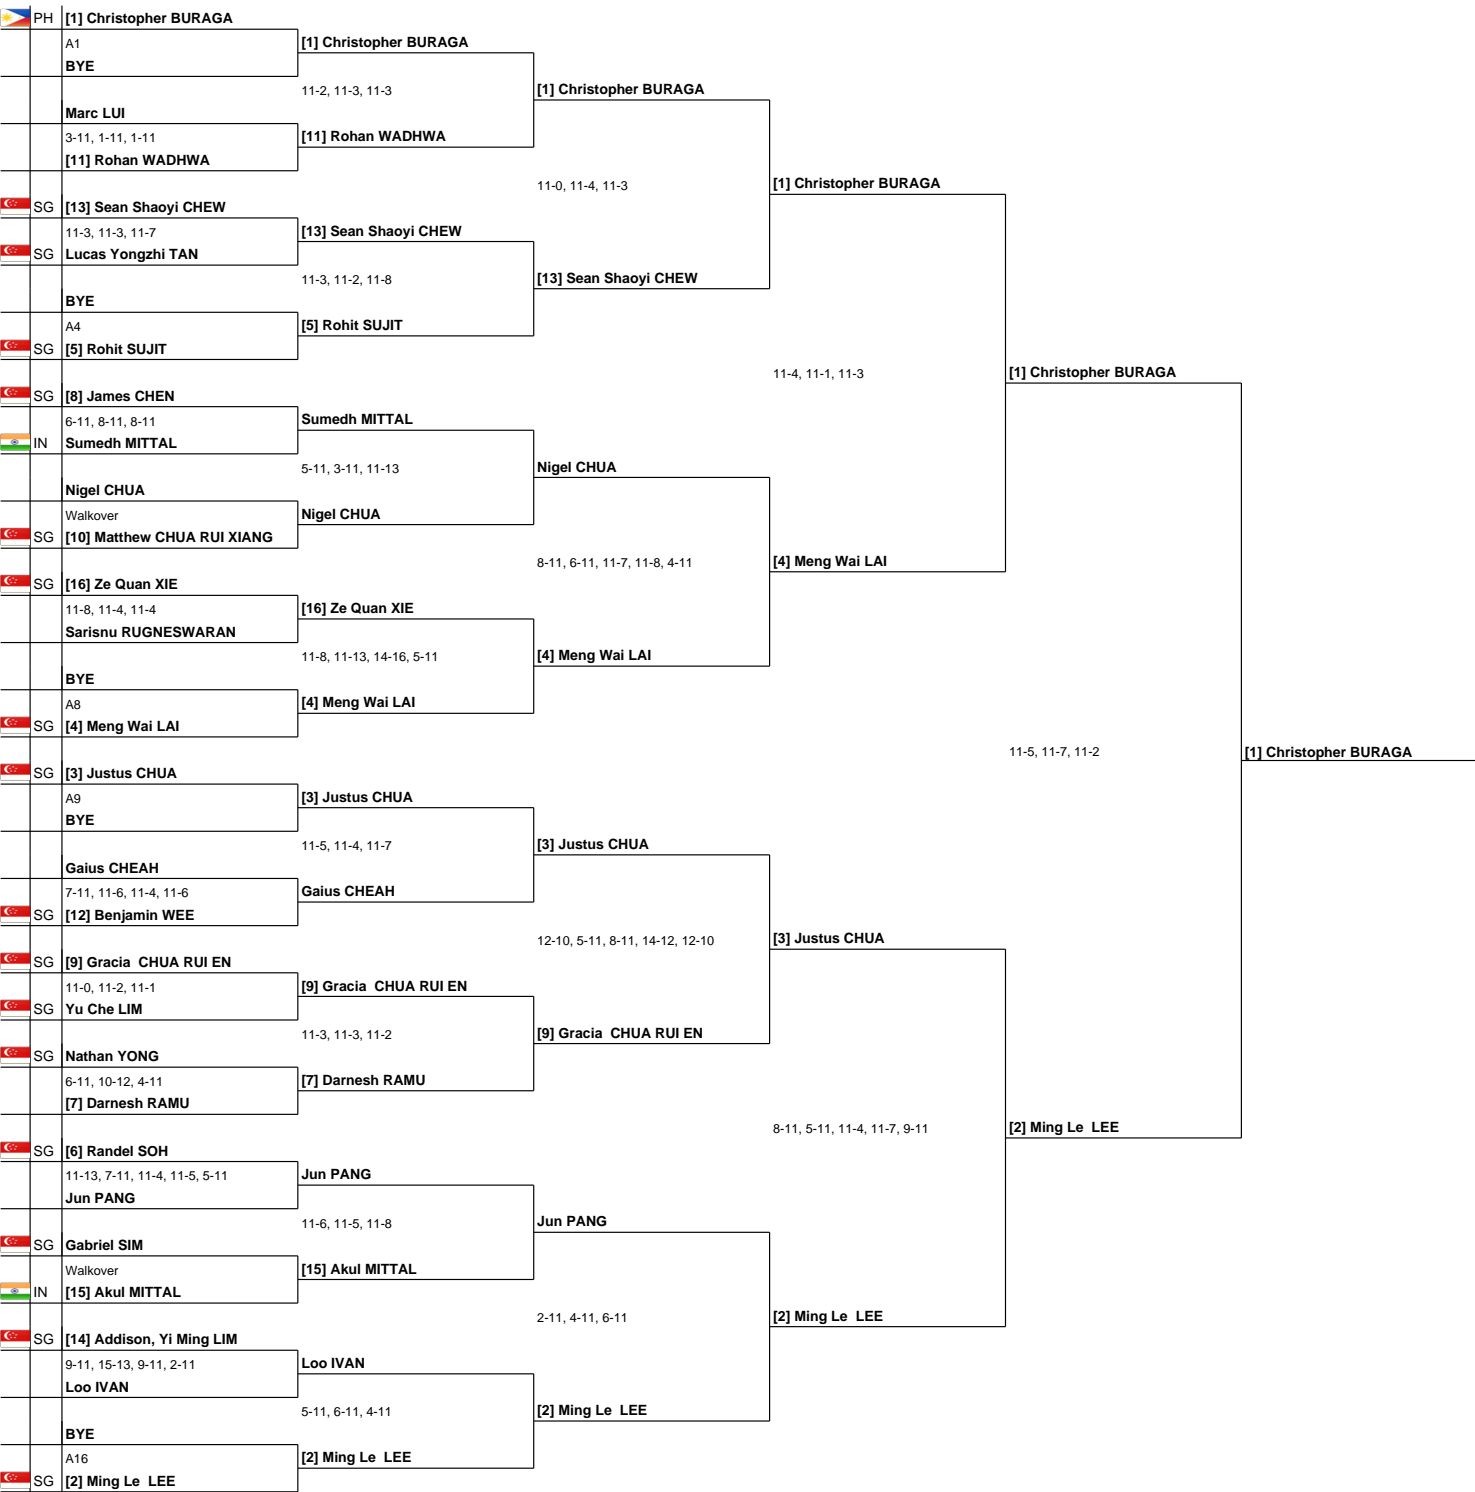 PH [1] Christopher BURAGA
A1
BYE
Marc LUI
3-11, 1-11, 1-11
[11] Rohan WADHWA
SG [13] Sean Shaoyi CHEW
11-3, 11-3, 11-7
SG Lucas Yongzhi TAN
BYE
A4
SG [5] Rohit SUJIT
SG [8] James CHEN
6-11, 8-11, 8-11
IN Sumedh MITTAL
Nigel CHUA
Walkover
SG [10] Matthew CHUA RUI XIANG
SG [16] Ze Quan XIE
11-8, 11-4, 11-4
Sarisnu RUGNESWARAN
BYE
A8
SG [4] Meng Wai LAI
SG [3] Justus CHUA
A9
BYE
Gaius CHEAH
7-11, 11-6, 11-4, 11-6
SG [12] Benjamin WEE
SG [9] Gracia  CHUA RUI EN
11-0, 11-2, 11-1
SG Yu Che LIM
SG Nathan YONG
6-11, 10-12, 4-11
[7] Darnesh RAMU
SG [6] Randel SOH
11-13, 7-11, 11-4, 11-5, 5-11
Jun PANG
SG Gabriel SIM
Walkover
IN [15] Akul MITTAL
SG [14] Addison, Yi Ming LIM
9-11, 15-13, 9-11, 2-11
Loo IVAN
BYE
A16
SG [2] Ming Le  LEE
[1] Christopher BURAGA
11-2, 11-3, 11-3
[11] Rohan WADHWA
[13] Sean Shaoyi CHEW
11-3, 11-2, 11-8
[5] Rohit SUJIT
Sumedh MITTAL
5-11, 3-11, 11-13
Nigel CHUA
[16] Ze Quan XIE
11-8, 11-13, 14-16, 5-11
[4] Meng Wai LAI
[3] Justus CHUA
11-5, 11-4, 11-7
Gaius CHEAH
[9] Gracia  CHUA RUI EN
11-3, 11-3, 11-2
[7] Darnesh RAMU
Jun PANG
11-6, 11-5, 11-8
[15] Akul MITTAL
Loo IVAN
5-11, 6-11, 4-11
[2] Ming Le  LEE
[1] Christopher BURAGA
11-0, 11-4, 11-3
[13] Sean Shaoyi CHEW
Nigel CHUA
8-11, 6-11, 11-7, 11-8, 4-11
[4] Meng Wai LAI
[3] Justus CHUA
12-10, 5-11, 8-11, 14-12, 12-10
[9] Gracia  CHUA RUI EN
Jun PANG
2-11, 4-11, 6-11
[2] Ming Le  LEE
[1] Christopher BURAGA
11-4, 11-1, 11-3
[4] Meng Wai LAI
[3] Justus CHUA
8-11, 5-11, 11-4, 11-7, 9-11
[2] Ming Le  LEE
[1] Christopher BURAGA
11-5, 11-7, 11-2
[2] Ming Le  LEE
[1] Christopher BURAGA